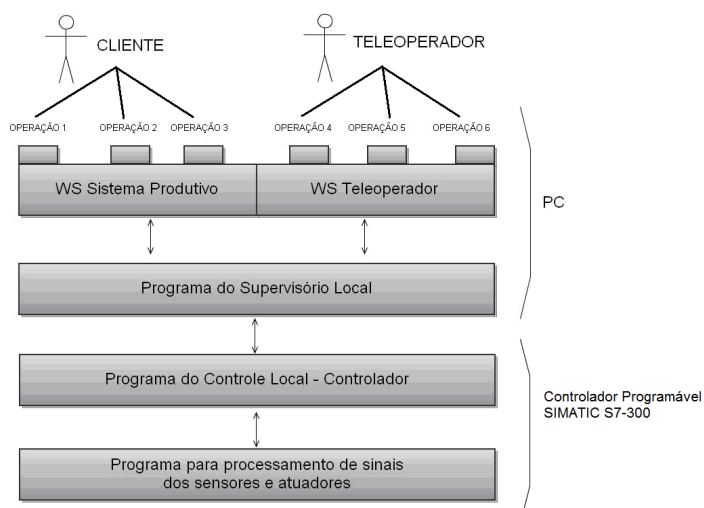 CLIENTE
TELEOPERADOR
OPERAÇÃO 1
OPERAÇÃO 2
OPERAÇÃO 3
OPERAÇÃO 4
OPERAÇÃO 5
OPERAÇÃO 6
WS Sistema Produtivo
WS Teleoperador
PC
Programa do Supervisório Local
Programa do Controle Local - Controlador
Controlador Programável
SIMATIC S7-300
Programa para processamento de sinais
dos sensores e atuadores